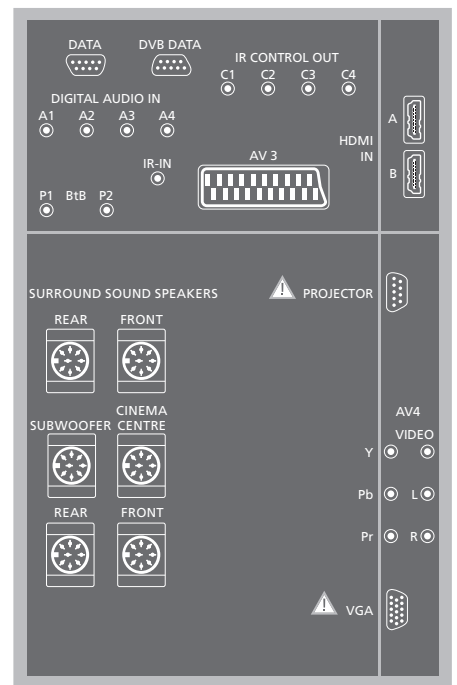 DATA DVB DATA
IR CONTROL OUT
C1 C2 C3 C4
DIGITAL AUDIO IN
A1 A2 A3 A4
A
HDMI
IN
AV 3
IR-IN
B
P1 BtB P2
SURROUND SOUND SPEAKERS
! PROJECTOR
REAR FRONT
CINEMA
SUBWOOFER CENTRE
AV4
VIDEO
Y
Pb L
REAR FRONT
Pr R
! VGA